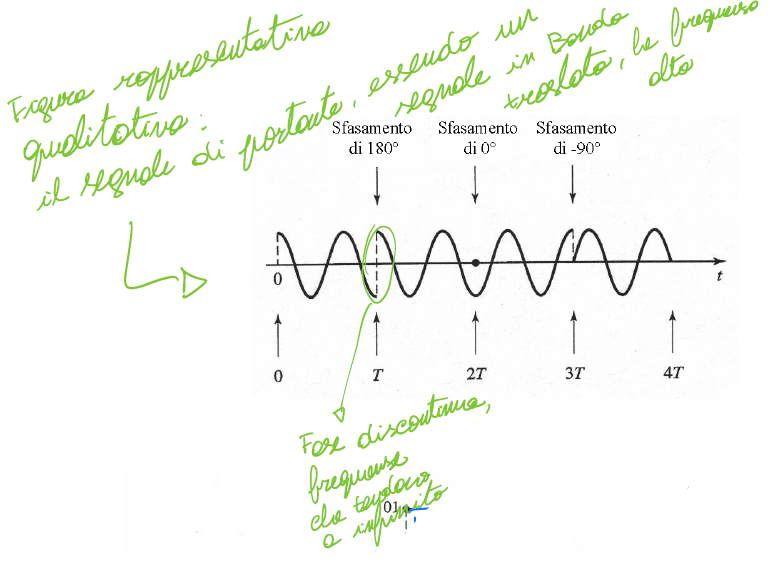 Figura rappresentativa
qualitativa:
il segnale di portante, essendo un
segnale in Banda
traslata, ha frequenza
alta
Sfasamento Sfasamento Sfasamento
di 180° di 0° di -90°
0 t
0 T 2T 3T 4T
Fase discontinua,
frequenze
che tendono
a infinito
01